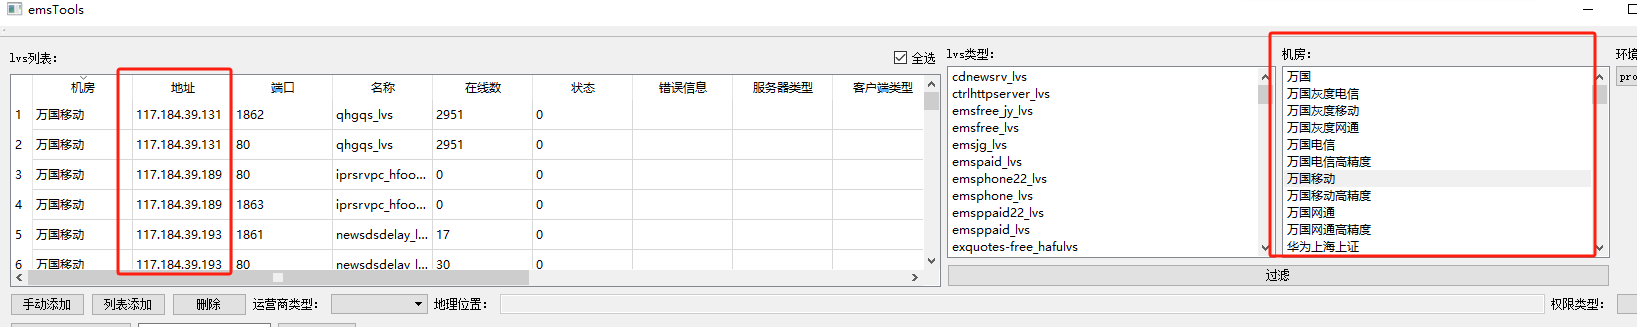 emsTools
lvs列表: 全选
机房 地址 端口 名称 在线数 状态 错误信息 服务器类型 客户端类型
1 万国移动 117.184.39.131 1862 qhgqs_lvs 2951 0
2 万国移动 117.184.39.131 80 qhgqs_lvs 2951 0
3 万国移动 117.184.39.189 80 iprsrvpc_hfoo... 0 0
4 万国移动 117.184.39.189 1863 iprsrvpc_hfoo... 0 0
5 万国移动 117.184.39.193 1861 newsdsdelay_l... 17 0
6 万国移动 117.184.39.193 80 newsdsdelay_l... 30 0
lvs类型:
cdnewsrv_lvs
ctrlhttpserver_lvs
emsfree_jy_lvs
emsfree_lvs
emsjg_lvs
emspaid_lvs
emsphone22_lvs
emsphone_lvs
emsppaid22_lvs
emsppaid_lvs
exquotes-free_hafulvs
机房:
万国
万国灰度电信
万国灰度移动
万国灰度网通
万国电信
万国电信高精度
万国移动
万国移动高精度
万国网通
万国网通高精度
华为上海上证
环境
pro
过滤
手动添加 列表添加 删除 运营商类型: 地理位置: 权限类型: